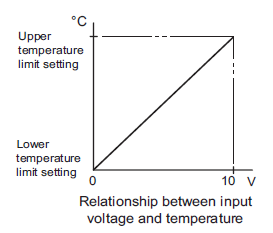 °C
Upper
temperature
limit setting
Lower
temperature
limit setting
0 10 V
Relationship between input
voltage and temperature